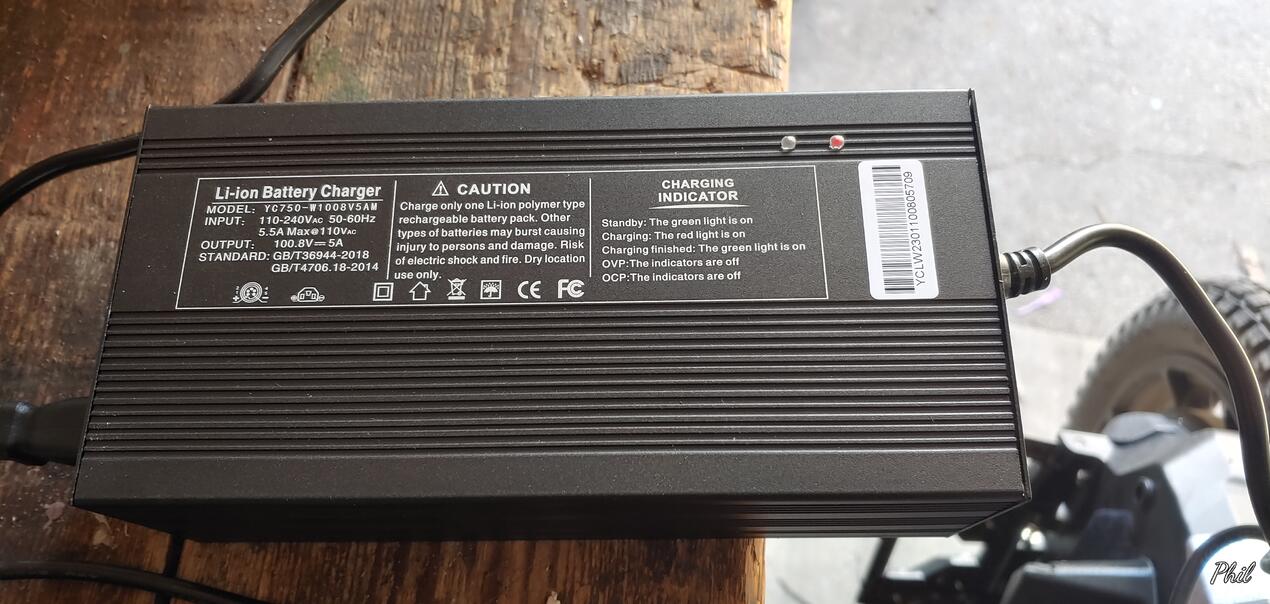 Li-ion Battery Charger
MODEL: YC750-W1008V5AM
INPUT: 110-240VAC 50-60Hz
5.5A Max@110VAC
OUTPUT: 100.8V⎓5A
STANDARD: GB/T36944-2018
GB/T4706.18-2014
⚠ CAUTION
Charge only one Li-ion polymer type
rechargeable battery pack. Other
types of batteries may burst causing
injury to persons and damage. Risk
of electric shock and fire. Dry location
use only.
CE FC
CHARGING
INDICATOR
Standby: The green light is on
Charging: The red light is on
Charging finished: The green light is on
OVP:The indicators are off
OCP:The indicators are off
YCLW2301100805709
Phil